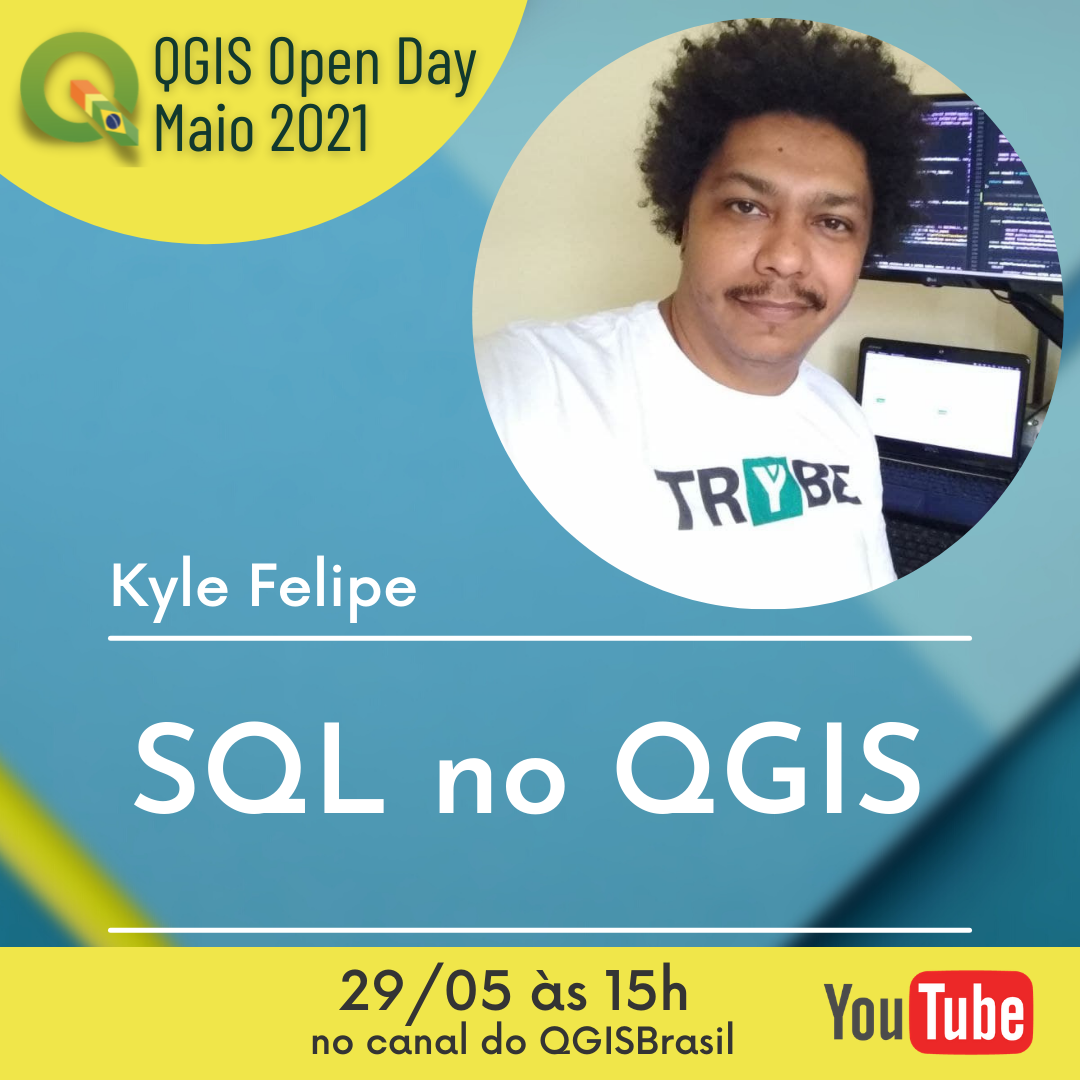 QGIS Open Day
Maio 2021
TRYBE
Kyle Felipe
SQL no QGIS
29/05 às 15h
no canal do QGISBrasil
YouTube